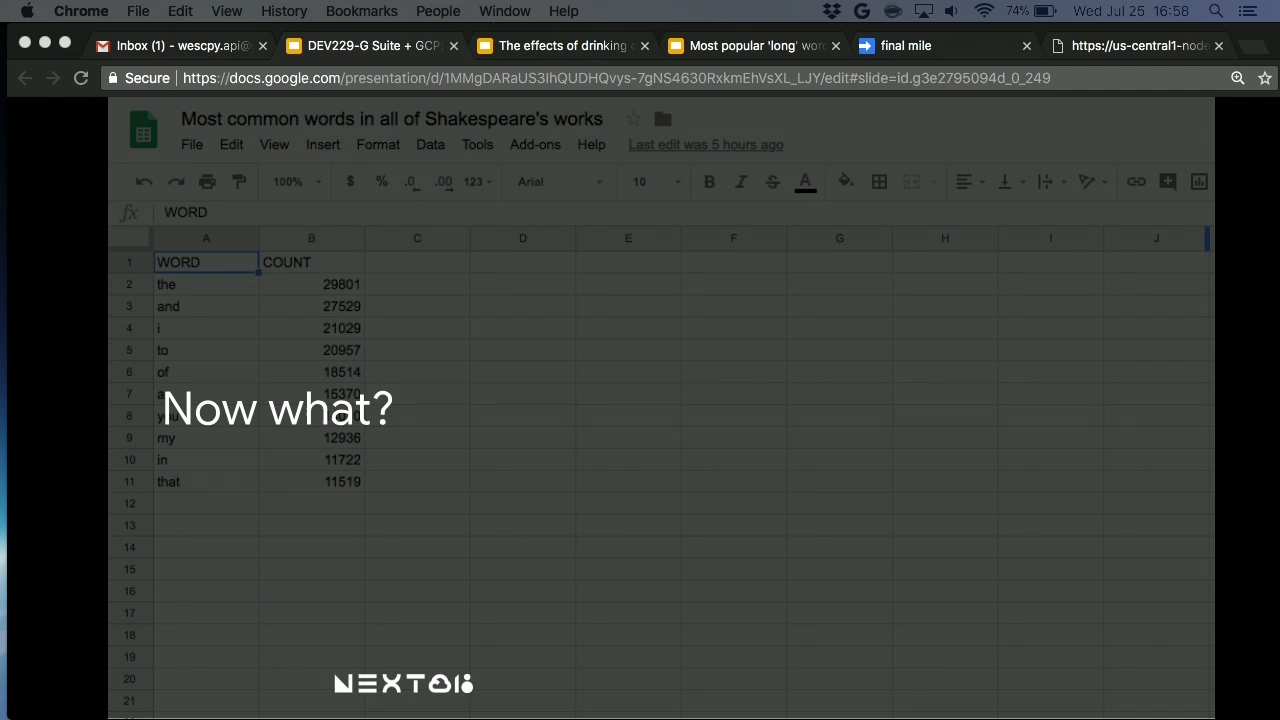 Chrome File Edit View History Bookmarks People Window Help 74% Wed Jul 25 16:58
Inbox (1) - wescpy.api@ DEV229-G Suite + GCP: The effects of drinking Most popular 'long' word final mile https://us-central1-node
Secure https://docs.google.com/presentation/d/1MMgDARaUS3IhQUDHQvys-7gNS4630RxkmEhVsXL_LJY/edit#slide=id.g3e2795094d_0_249
Most common words in all of Shakespeare's works
File Edit View Insert Format Data Tools Add-ons Help Last edit was 5 hours ago
100% $ % .0 .00 123 Arial 10 B I S A
fx WORD
A B C D E F G H I J
1 WORD COUNT
2 the 29801
3 and 27529
4 i 21029
5 to 20957
6 of 18514
7 a 15370
Now what?
8 you
9 my 12936
10 in 11722
11 that 11519
12
13
14
15
16
17
18
19
20
21
NEXT018